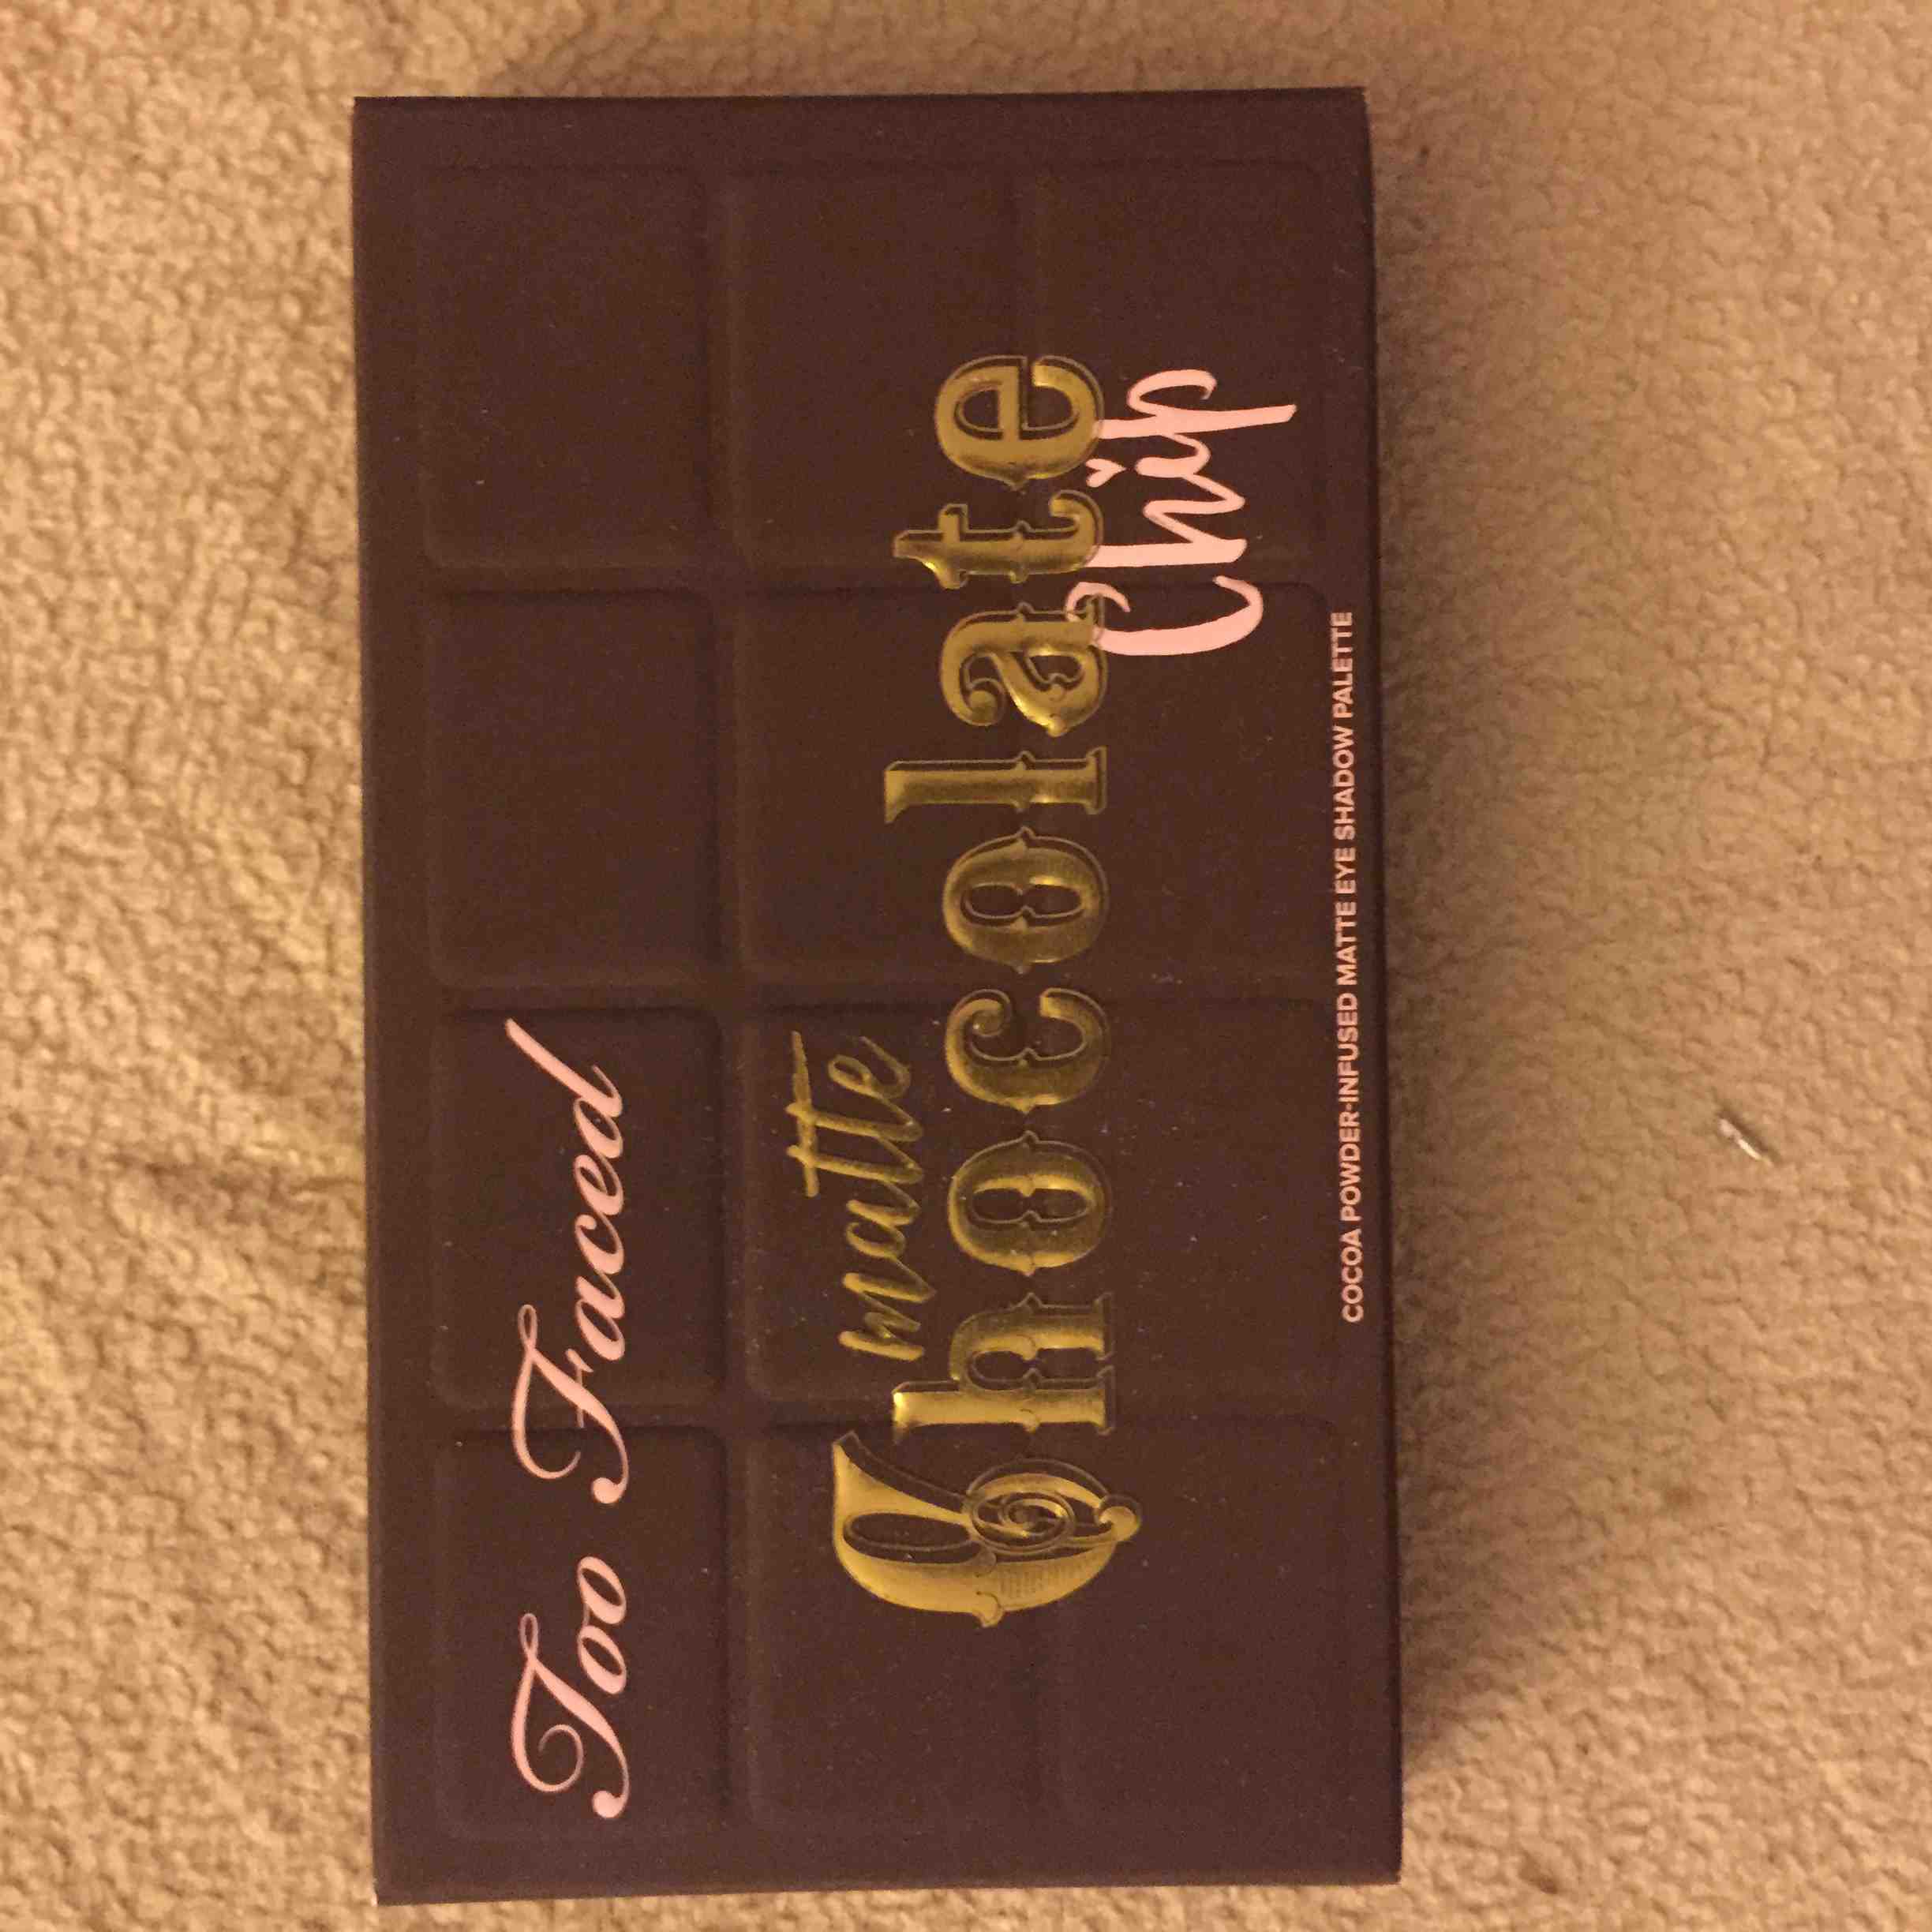 Too Faced
matte
Chocolate
Chip
COCOA POWDER-INFUSED MATTE EYE SHADOW PALETTE